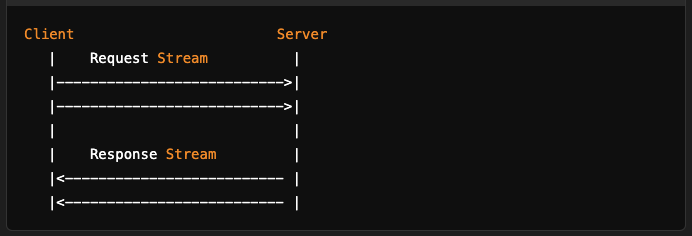 Client                        Server
   |    Request Stream          |
   |--------------------------->|
   |--------------------------->|
   |                            |
   |    Response Stream         |
   |<-------------------------- |
   |<-------------------------- |